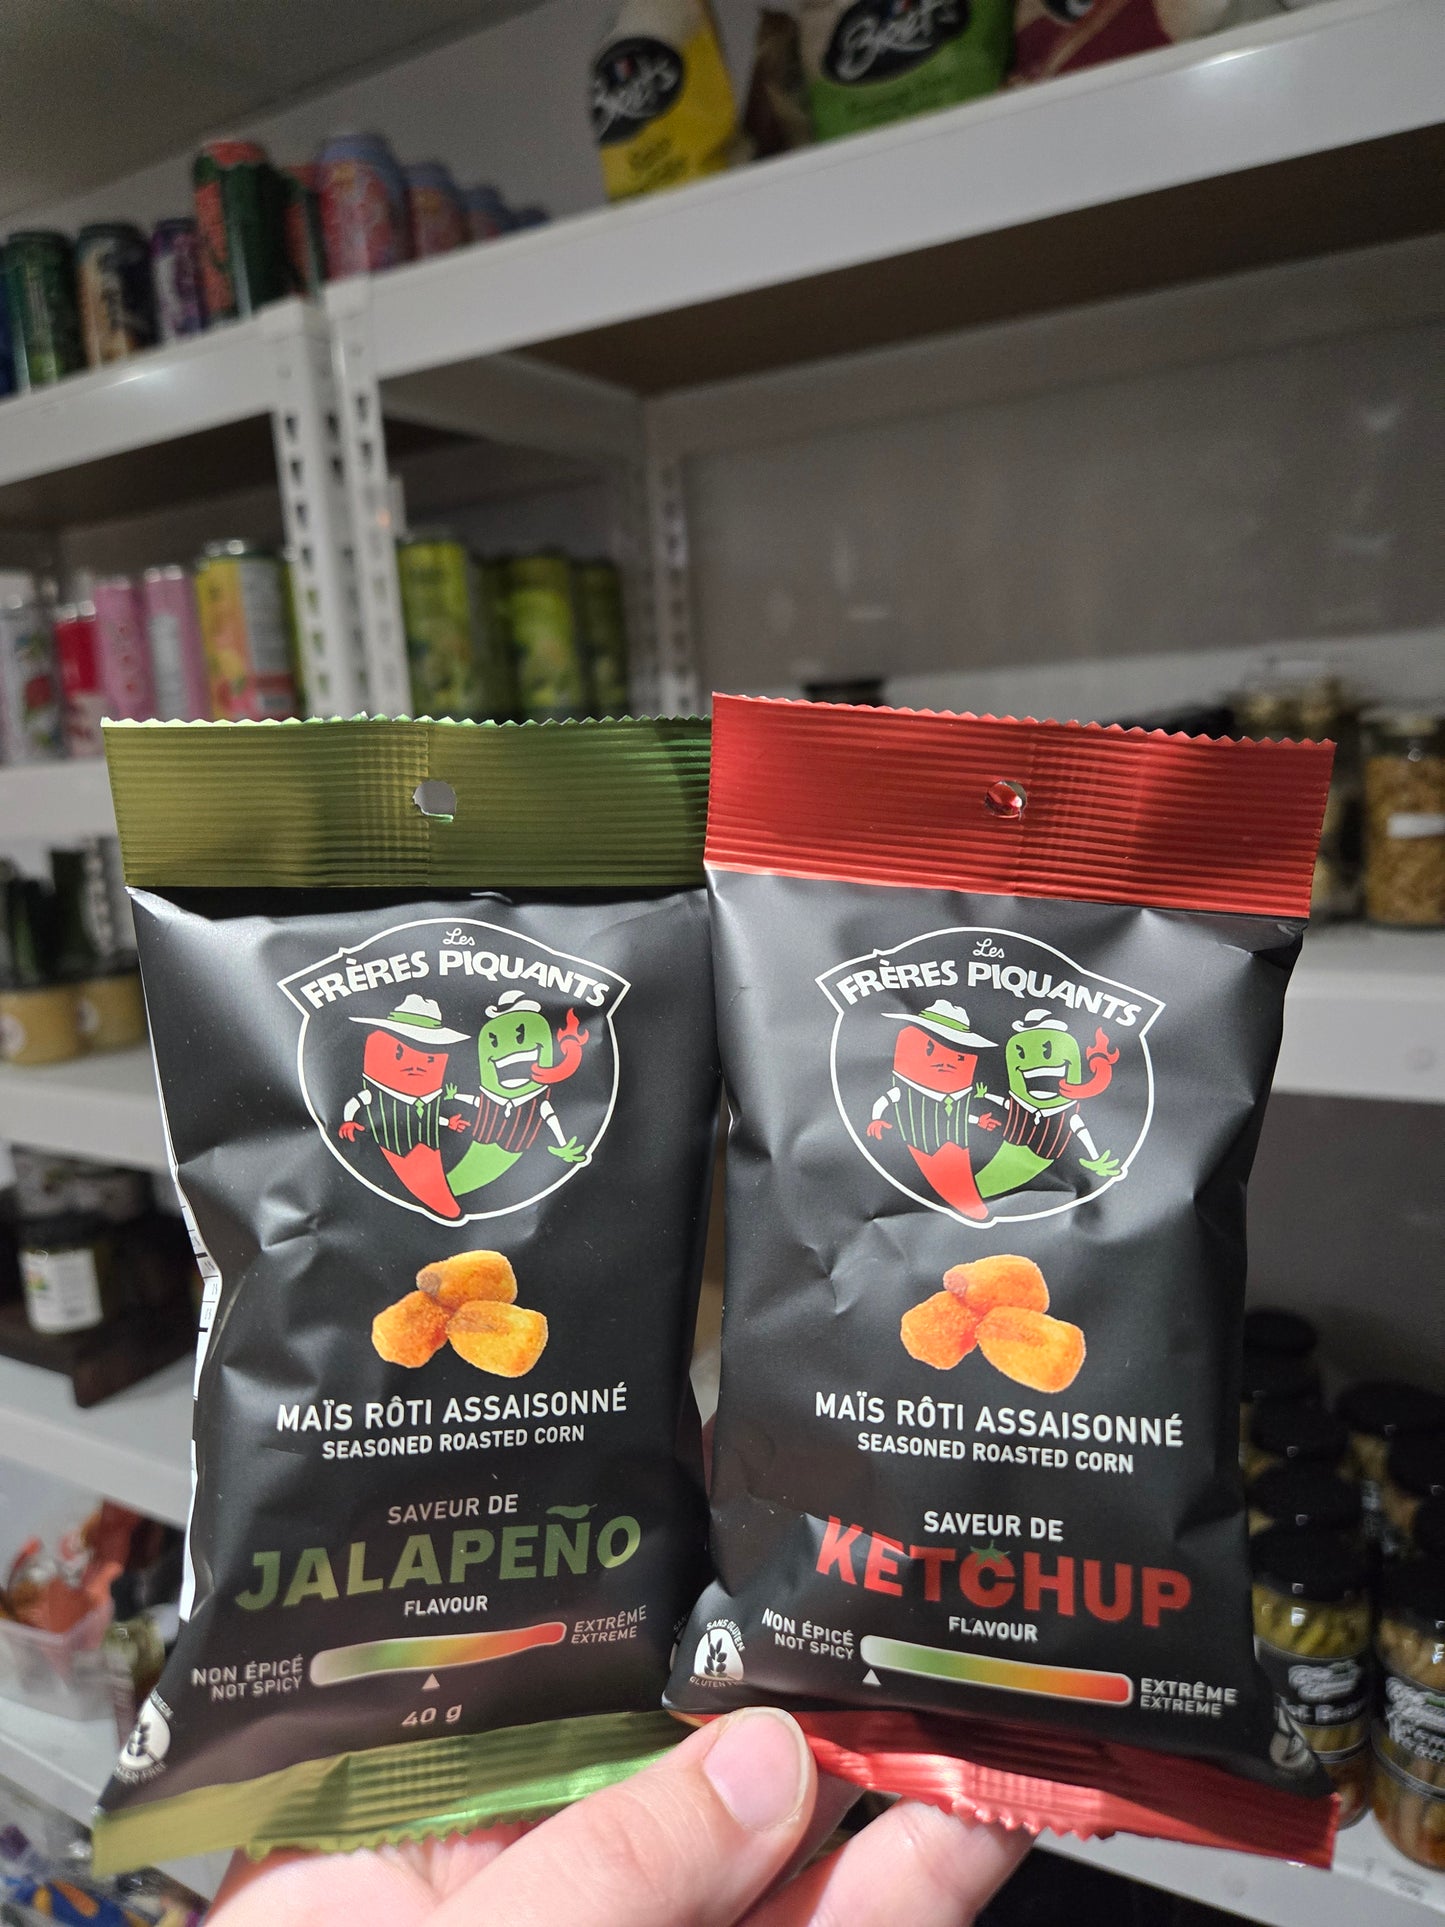 Bret's
Bret's
Les
FRÈRES PIQUANTS
MAÏS RÔTI ASSAISONNÉ
SEASONED ROASTED CORN
SAVEUR DE
JALAPEÑO
FLAVOUR
NON ÉPICÉ
NOT SPICY
EXTRÊME
EXTREME
40 g
Les
FRÈRES PIQUANTS
MAÏS RÔTI ASSAISONNÉ
SEASONED ROASTED CORN
SAVEUR DE
KETCHUP
FLAVOUR
SANS GLUTEN
GLUTEN
NON ÉPICÉ
NOT SPICY
EXTRÊME
EXTREME